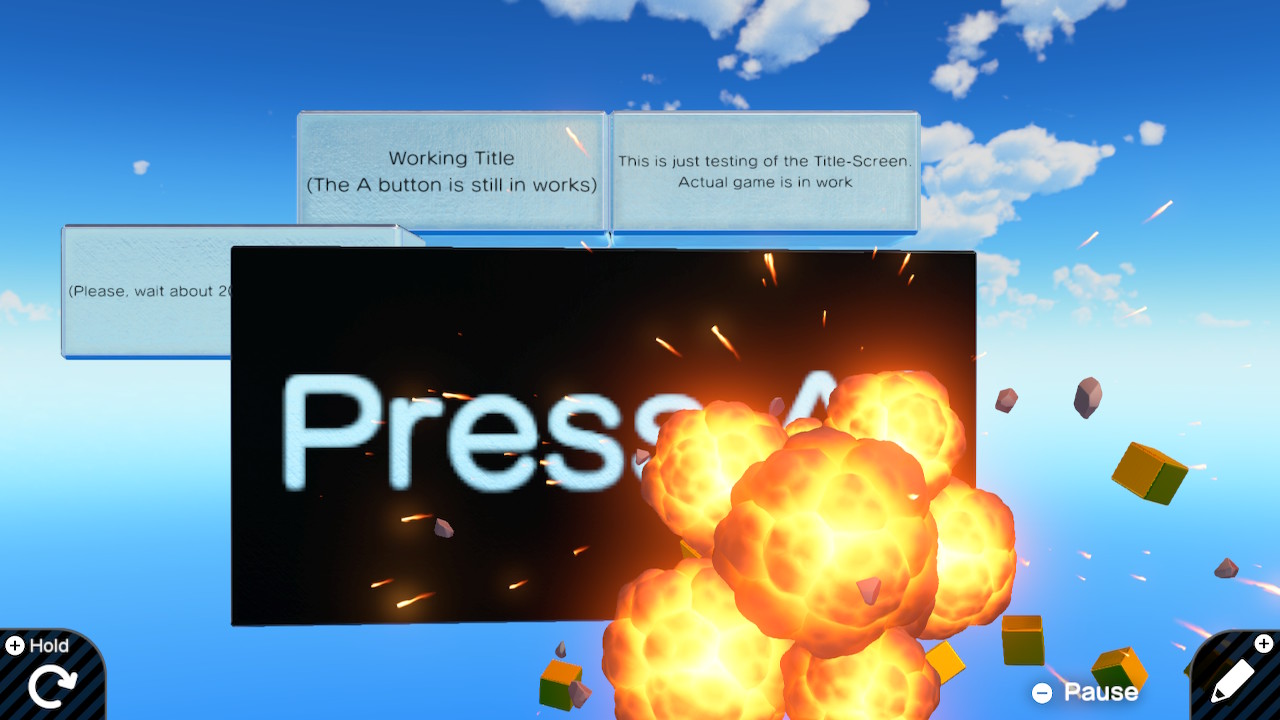 Working Title
(The A button is still in works)
This is just testing of the Title-Screen.
Actual game is in work
(Please, wait about 20
Press A
Hold
Pause